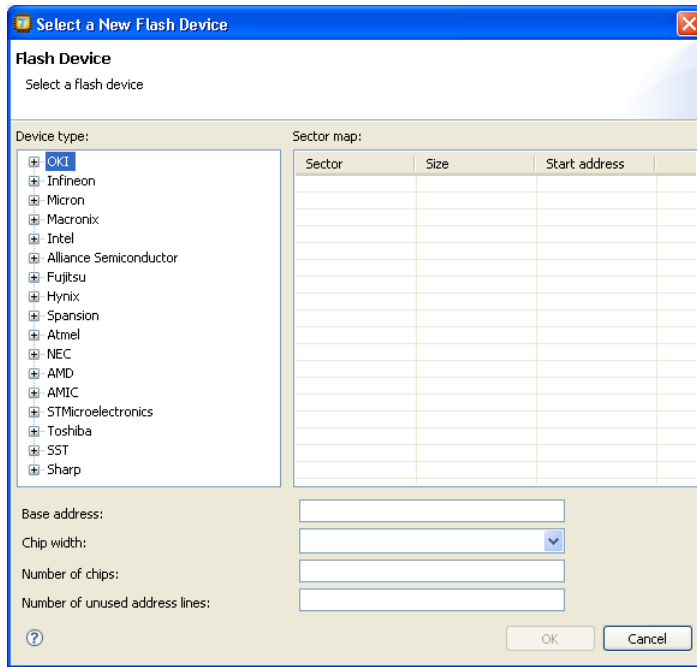 Select a New Flash Device
Flash Device
Select a flash device
Device type:
OKI
Infineon
Micron
Macronix
Intel
Alliance Semiconductor
Fujitsu
Hynix
Spansion
Atmel
NEC
AMD
AMIC
STMicroelectronics
Toshiba
SST
Sharp
Sector map:
Sector Size Start address
Base address:
Chip width:
Number of chips:
Number of unused address lines:
? OK Cancel